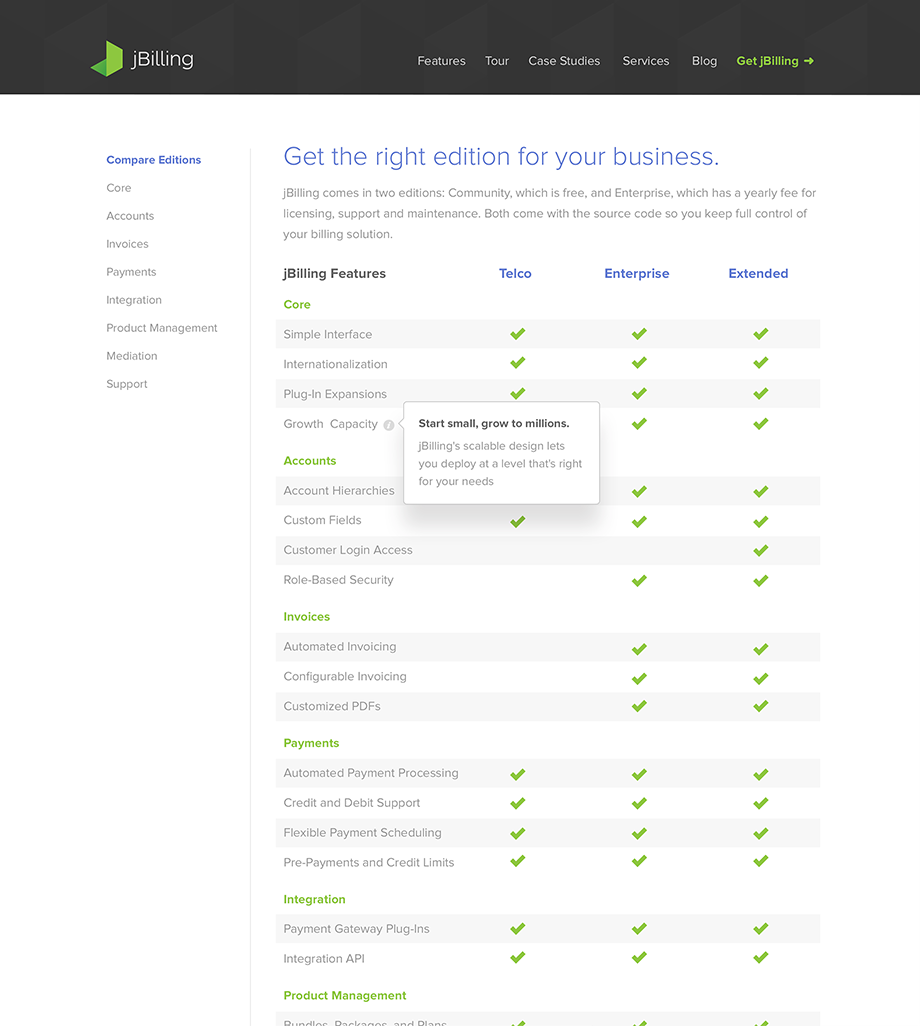 jBilling
Features Tour Case Studies Services Blog Get jBilling →
Compare Editions
Core
Accounts
Invoices
Payments
Integration
Product Management
Mediation
Support
Get the right edition for your business.
jBilling comes in two editions: Community, which is free, and Enterprise, which has a yearly fee for
licensing, support and maintenance. Both come with the source code so you keep full control of
your billing solution.
jBilling Features Telco Enterprise Extended
Core
Simple Interface
Internationalization
Plug-In Expansions
Growth Capacity i
Start small, grow to millions.
jBilling's scalable design lets
you deploy at a level that's right
for your needs
Accounts
Account Hierarchies
Custom Fields
Customer Login Access
Role-Based Security
Invoices
Automated Invoicing
Configurable Invoicing
Customized PDFs
Payments
Automated Payment Processing
Credit and Debit Support
Flexible Payment Scheduling
Pre-Payments and Credit Limits
Integration
Payment Gateway Plug-Ins
Integration API
Product Management
Bundles, Packages, and Plans